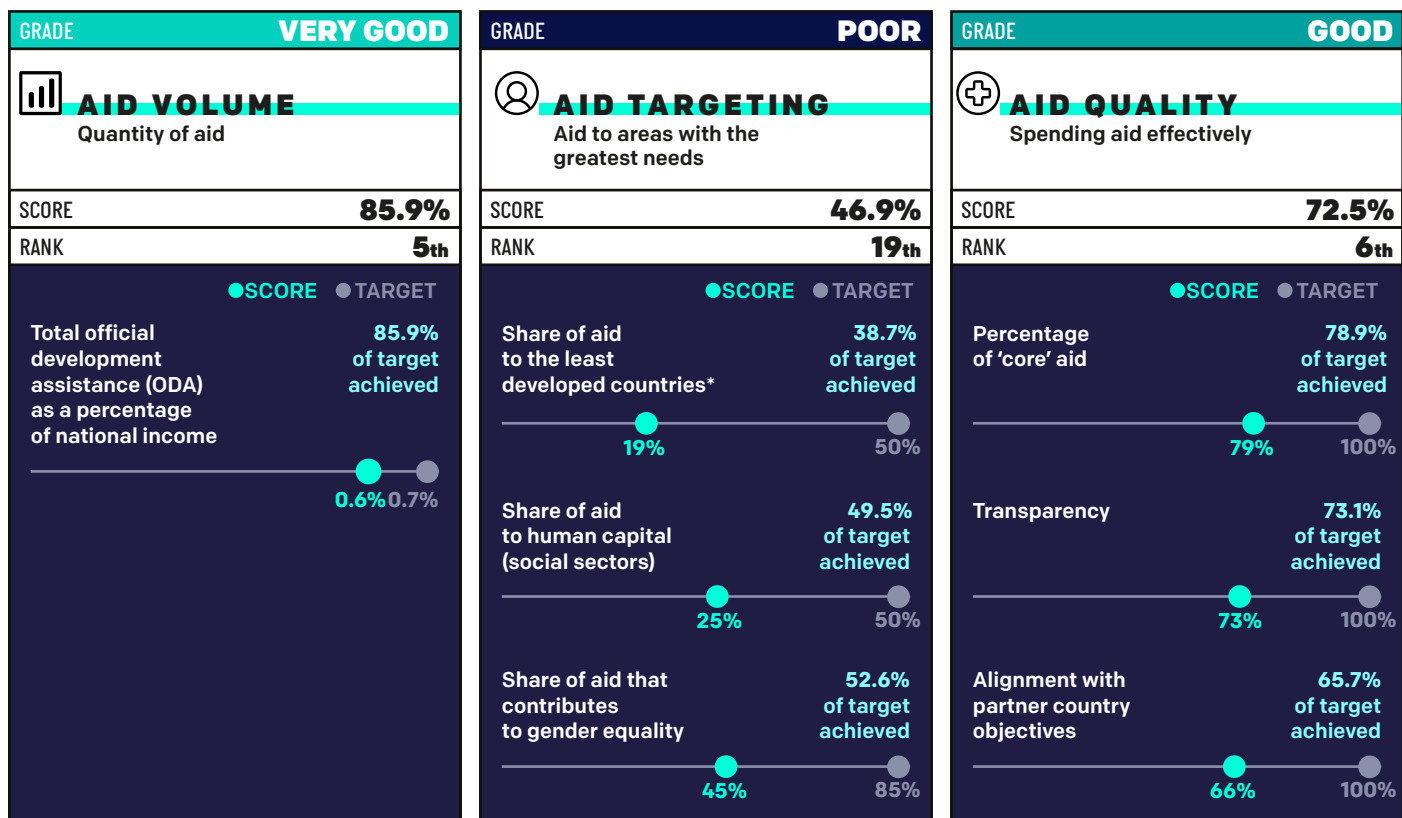 GRADE VERY GOOD
AID VOLUME
Quantity of aid
SCORE 85.9%
RANK 5th
SCORE TARGET
Total official
development
assistance (ODA)
as a percentage
of national income
85.9%
of target
achieved
0.6% 0.7%
GRADE POOR
AID TARGETING
Aid to areas with the
greatest needs
SCORE 46.9%
RANK 19th
SCORE TARGET
Share of aid
to the least
developed countries*
38.7%
of target
achieved
19% 50%
Share of aid
to human capital
(social sectors)
49.5%
of target
achieved
25% 50%
Share of aid that
contributes
to gender equality
52.6%
of target
achieved
45% 85%
GRADE GOOD
AID QUALITY
Spending aid effectively
SCORE 72.5%
RANK 6th
SCORE TARGET
Percentage
of ‘core’ aid
78.9%
of target
achieved
79% 100%
Transparency
73.1%
of target
achieved
73% 100%
Alignment with
partner country
objectives
65.7%
of target
achieved
66% 100%